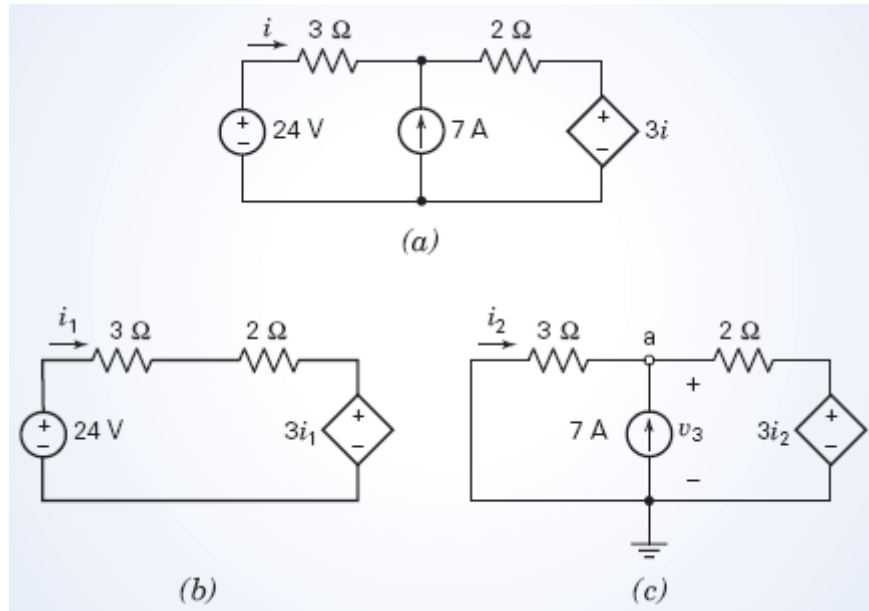 i 3 Ω 2 Ω
+ − 24 V 7 A + − 3i
(a)
i₁ 3 Ω 2 Ω
+ − 24 V 3i₁ + −
(b)
i₂ 3 Ω a 2 Ω
7 A + v₃ − 3i₂ + −
(c)